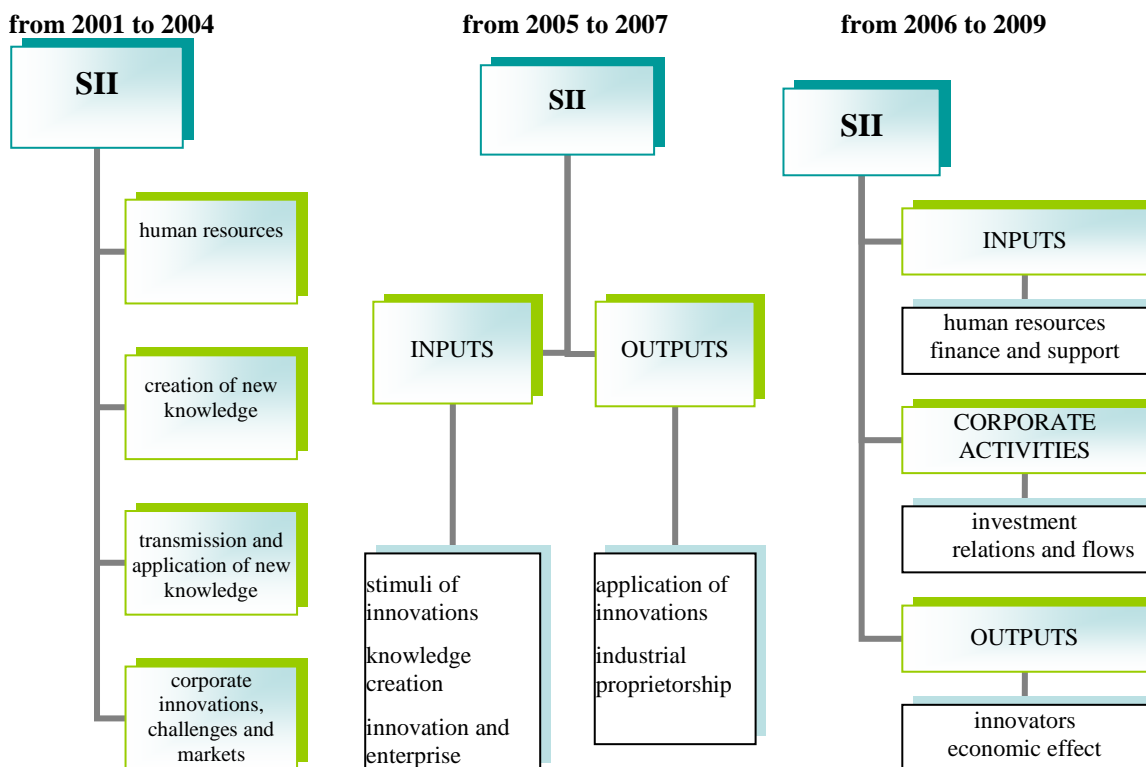 from 2001 to 2004
SII
human resources
creation of new
knowledge
transmission and
application of new
knowledge
corporate
innovations,
challenges and
markets
from 2005 to 2007
SII
INPUTS
stimuli of
innovations
knowledge
creation
innovation and
enterprise
OUTPUTS
application of
innovations
industrial
proprietorship
from 2006 to 2009
SII
INPUTS
human resources
finance and support
CORPORATE
ACTIVITIES
investment
relations and flows
OUTPUTS
innovators
economic effect